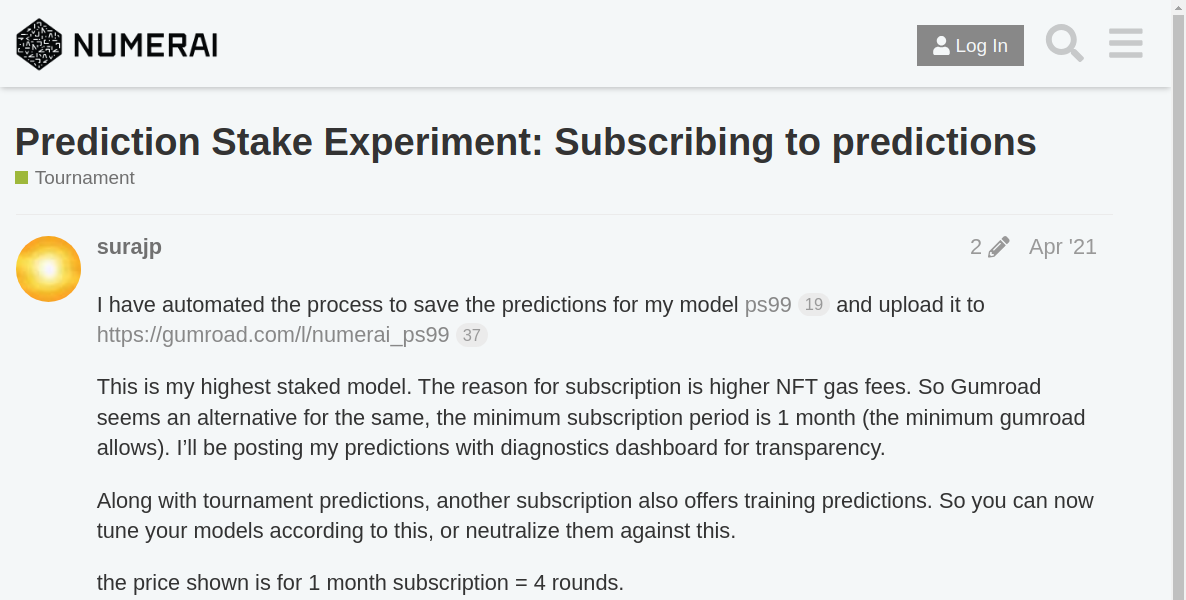 NUMERAI
Log In
Prediction Stake Experiment: Subscribing to predictions
Tournament
surajp
2 Apr '21
I have automated the process to save the predictions for my model ps99 19 and upload it to
https://gumroad.com/l/numerai_ps99 37
This is my highest staked model. The reason for subscription is higher NFT gas fees. So Gumroad
seems an alternative for the same, the minimum subscription period is 1 month (the minimum gumroad
allows). I’ll be posting my predictions with diagnostics dashboard for transparency.
Along with tournament predictions, another subscription also offers training predictions. So you can now
tune your models according to this, or neutralize them against this.
the price shown is for 1 month subscription = 4 rounds.